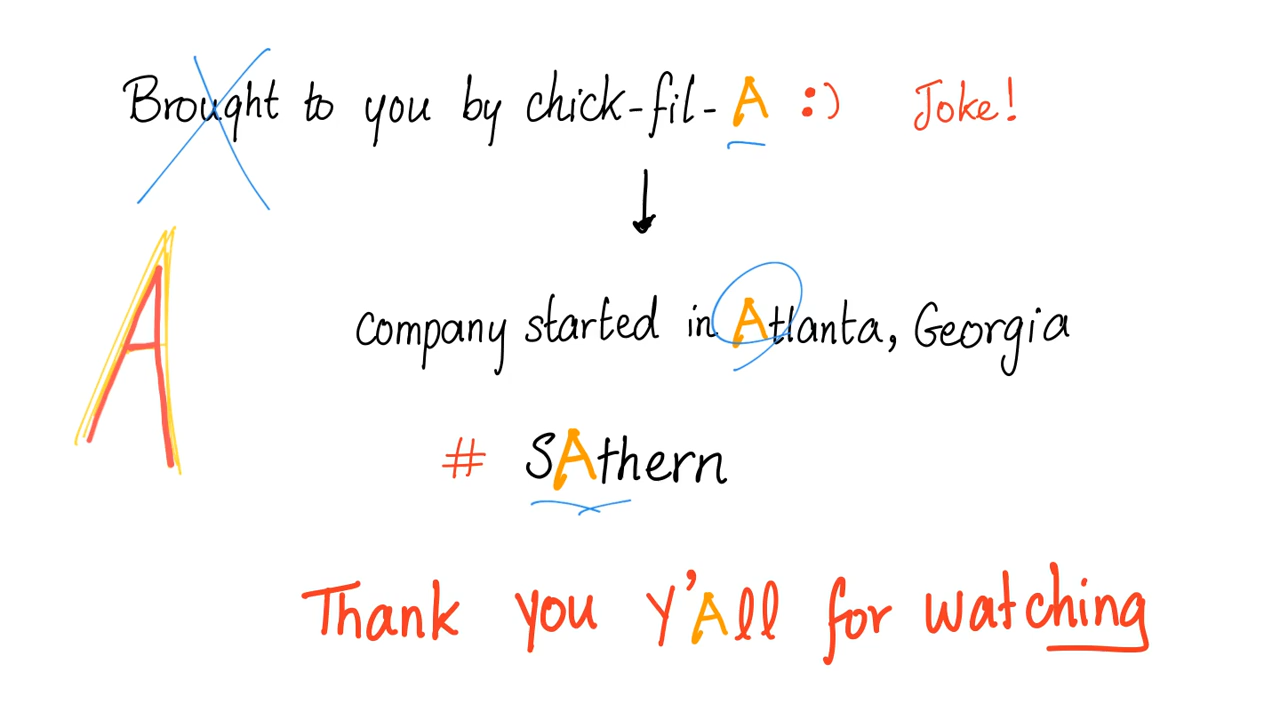 Brought to you by chick-fil-A :) Joke!
A
company started in Atlanta, Georgia
# SAthern
Thank you Y'All for watching